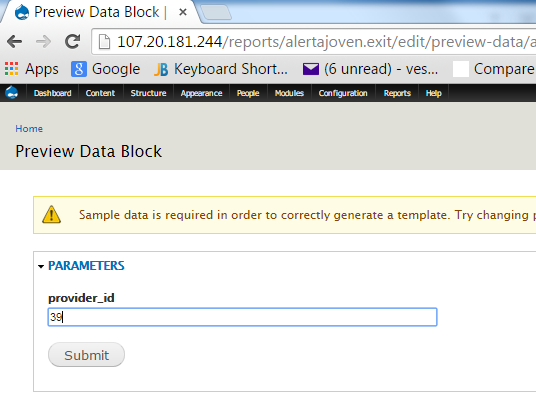 Preview Data Block |
107.20.181.244/reports/alertajoven.exit/edit/preview-data/a
Apps Google Keyboard Short... (6 unread) - ves... Compare
Dashboard Content Structure Appearance People Modules Configuration Reports Help
Home
Preview Data Block
Sample data is required in order to correctly generate a template. Try changing p
PARAMETERS
provider_id
39
Submit